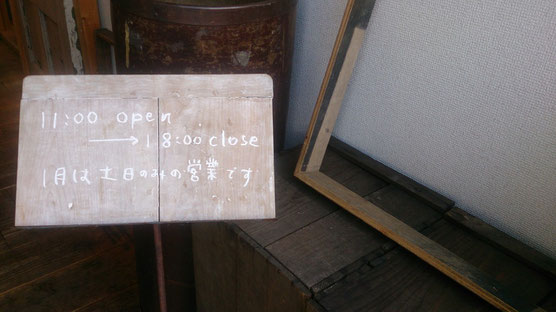 11:00 open
→ 18:00 close
1月は土日のみの営業です